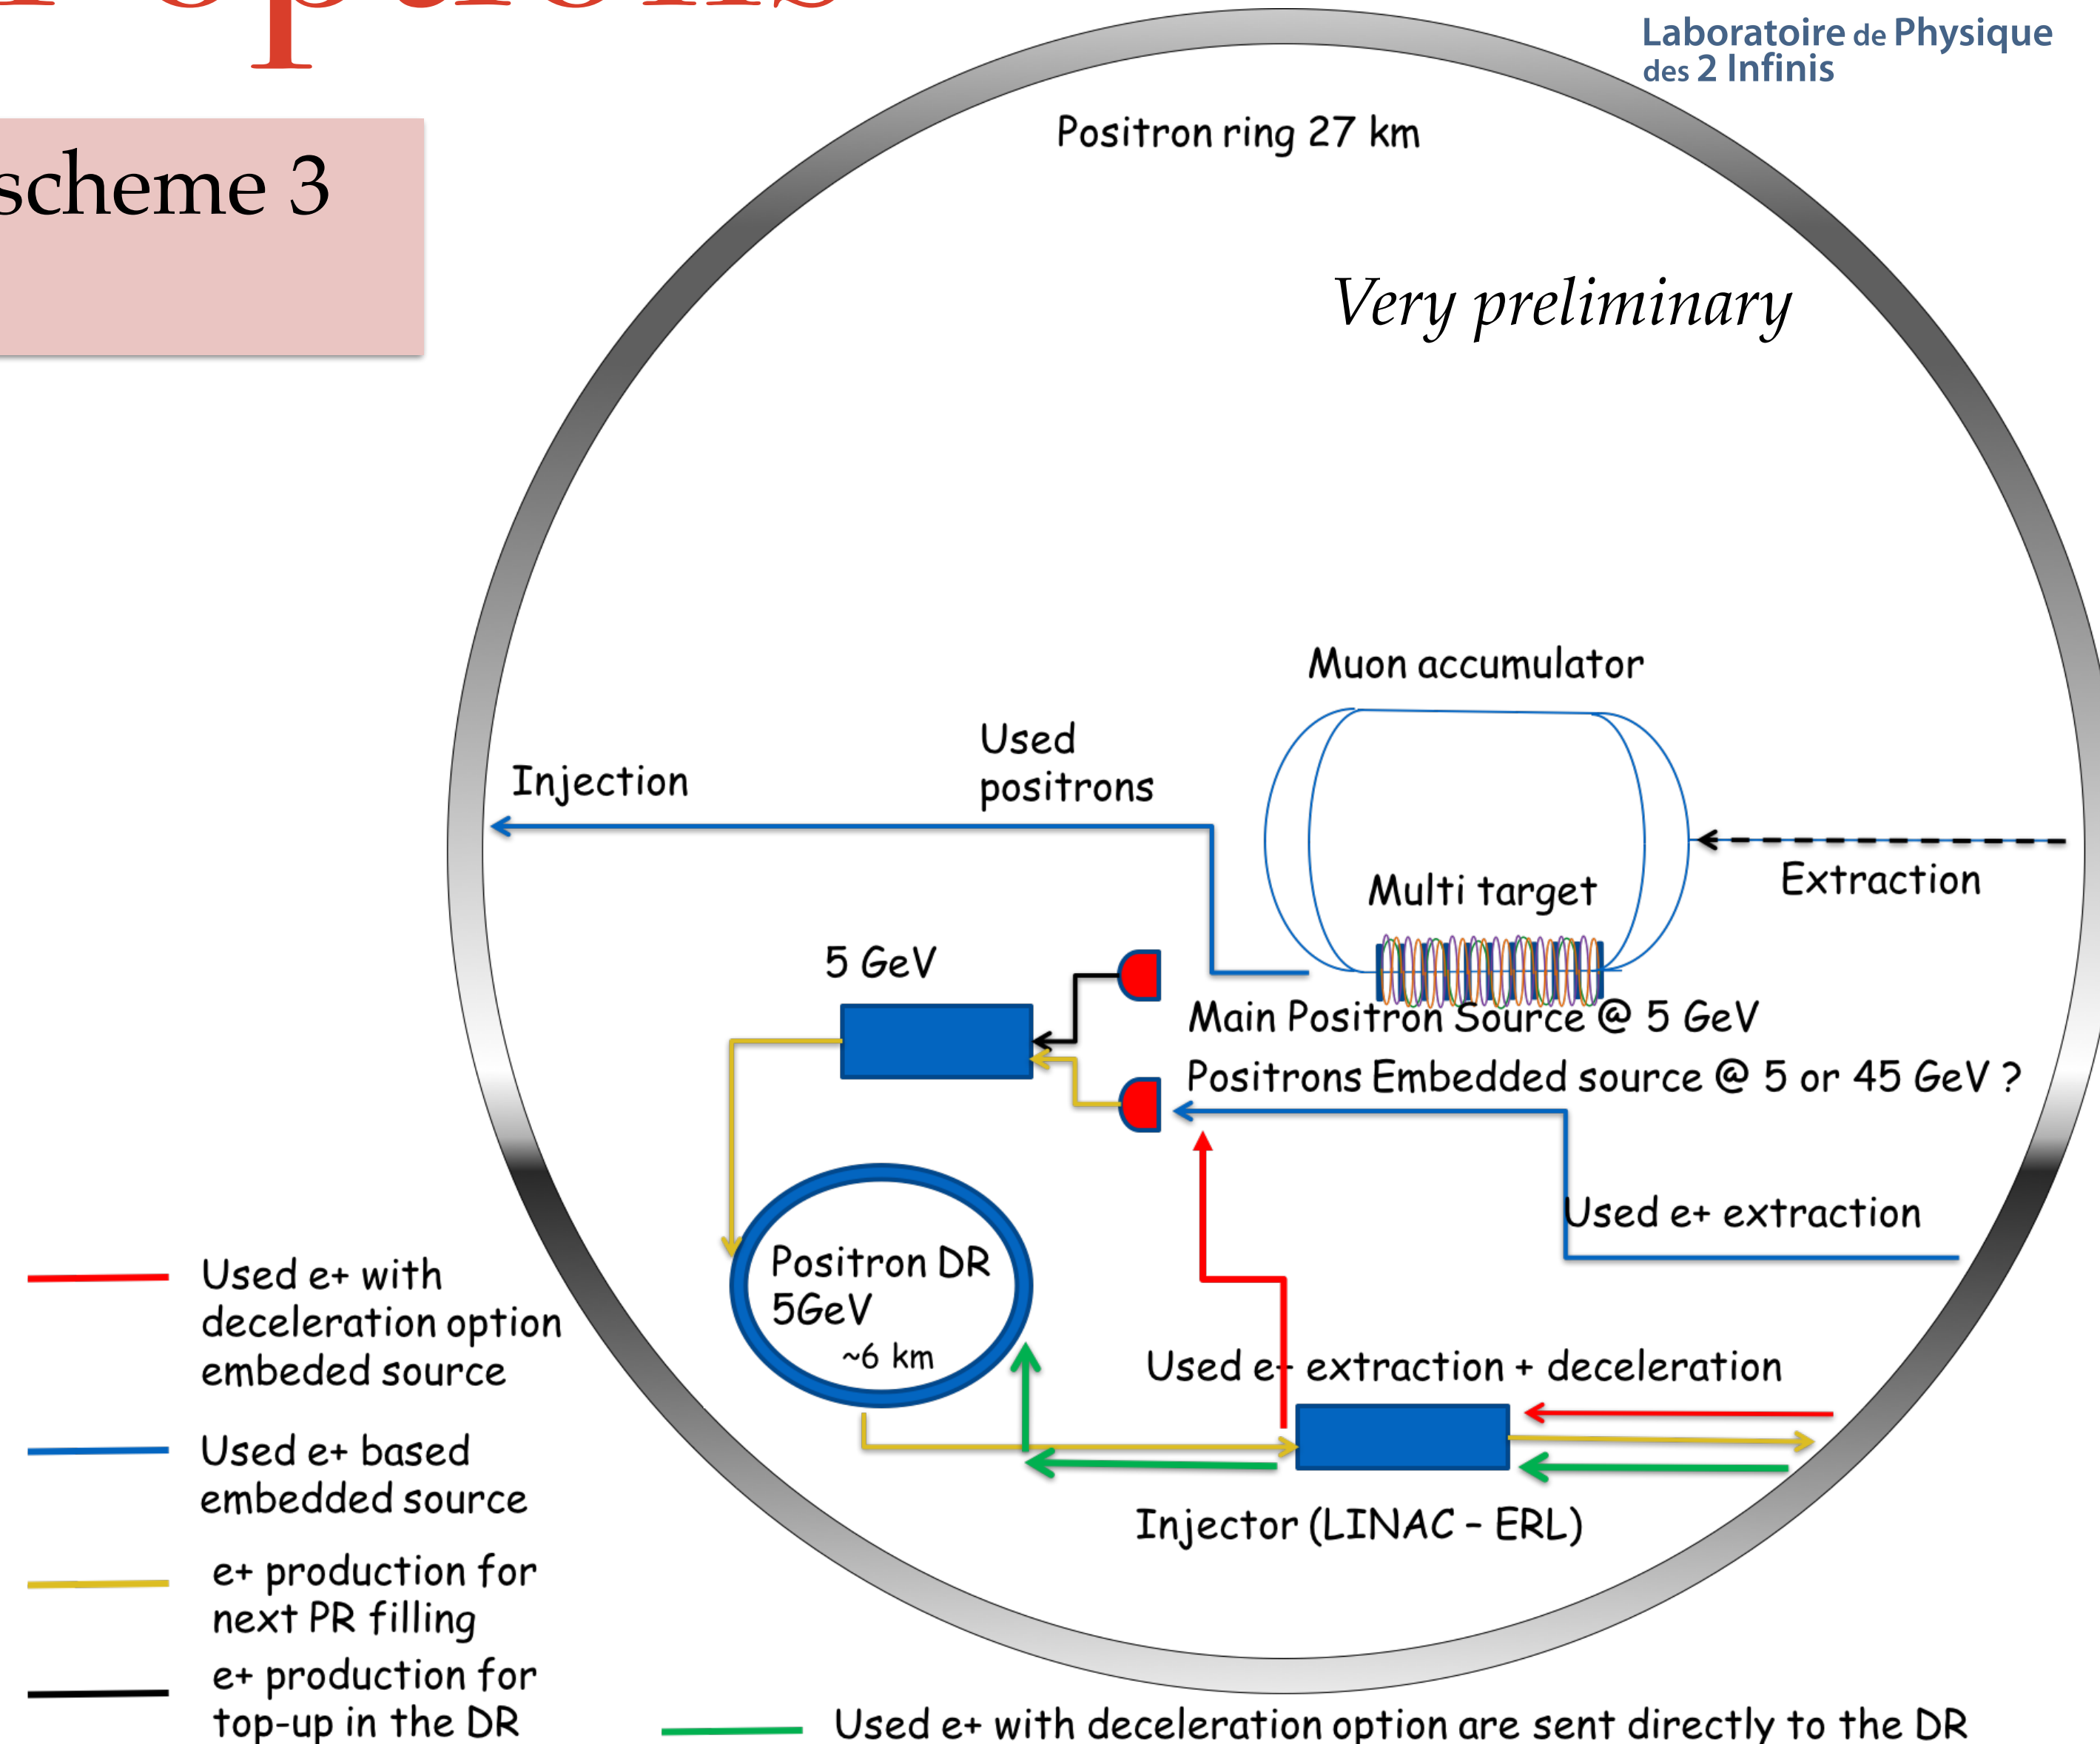 options
Laboratoire de Physique
des 2 Infinis
scheme 3
Positron ring 27 km
Very preliminary
Muon accumulator
Used
positrons
Injection
Extraction
Multi target
5 GeV
Main Positron Source @ 5 GeV
Positrons Embedded source @ 5 or 45 GeV ?
Used e+ extraction
Positron DR
5GeV
~6 km
Used e+ extraction + deceleration
Injector (LINAC – ERL)
Used e+ with
deceleration option
embeded source
Used e+ based
embedded source
e+ production for
next PR filling
e+ production for
top-up in the DR
Used e+ with deceleration option are sent directly to the DR